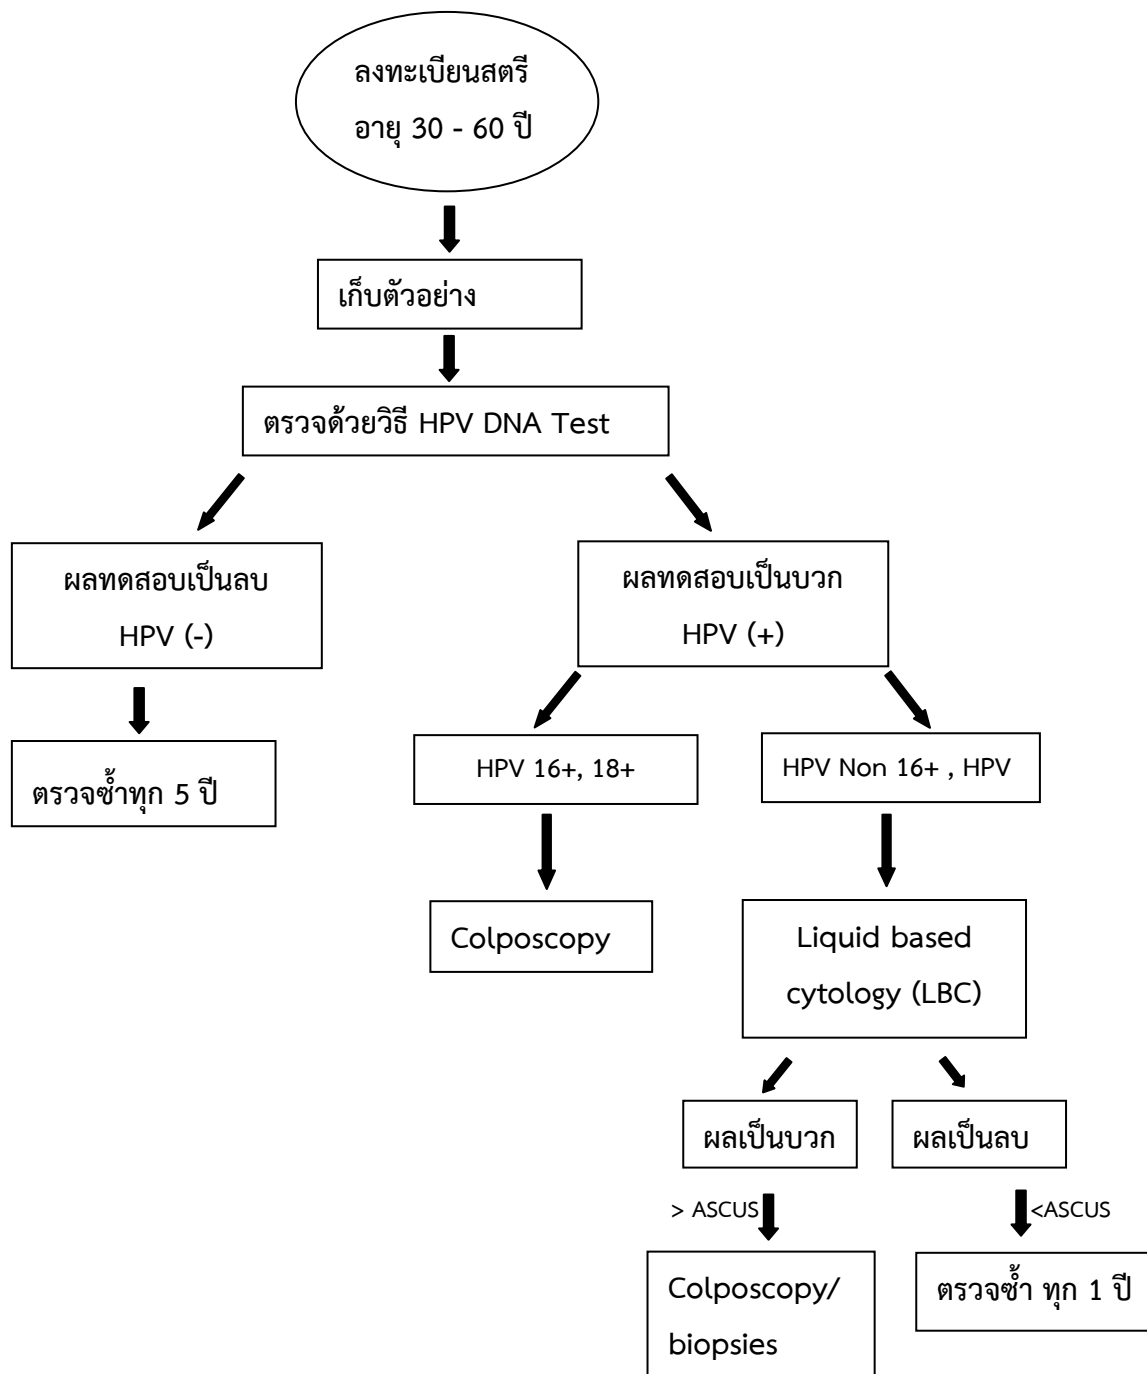 ลงทะเบียนสตรี
อายุ 30 - 60 ปี
เก็บตัวอย่าง
ตรวจด้วยวิธี HPV DNA Test
ผลทดสอบเป็นลบ
HPV (-)
ผลทดสอบเป็นบวก
HPV (+)
ตรวจซ้ำทุก 5 ปี
HPV 16+, 18+
HPV Non 16+ , HPV
Colposcopy
Liquid based
cytology (LBC)
ผลเป็นบวก
ผลเป็นลบ
> ASCUS
<ASCUS
Colposcopy/
biopsies
ตรวจซ้ำ ทุก 1 ปี